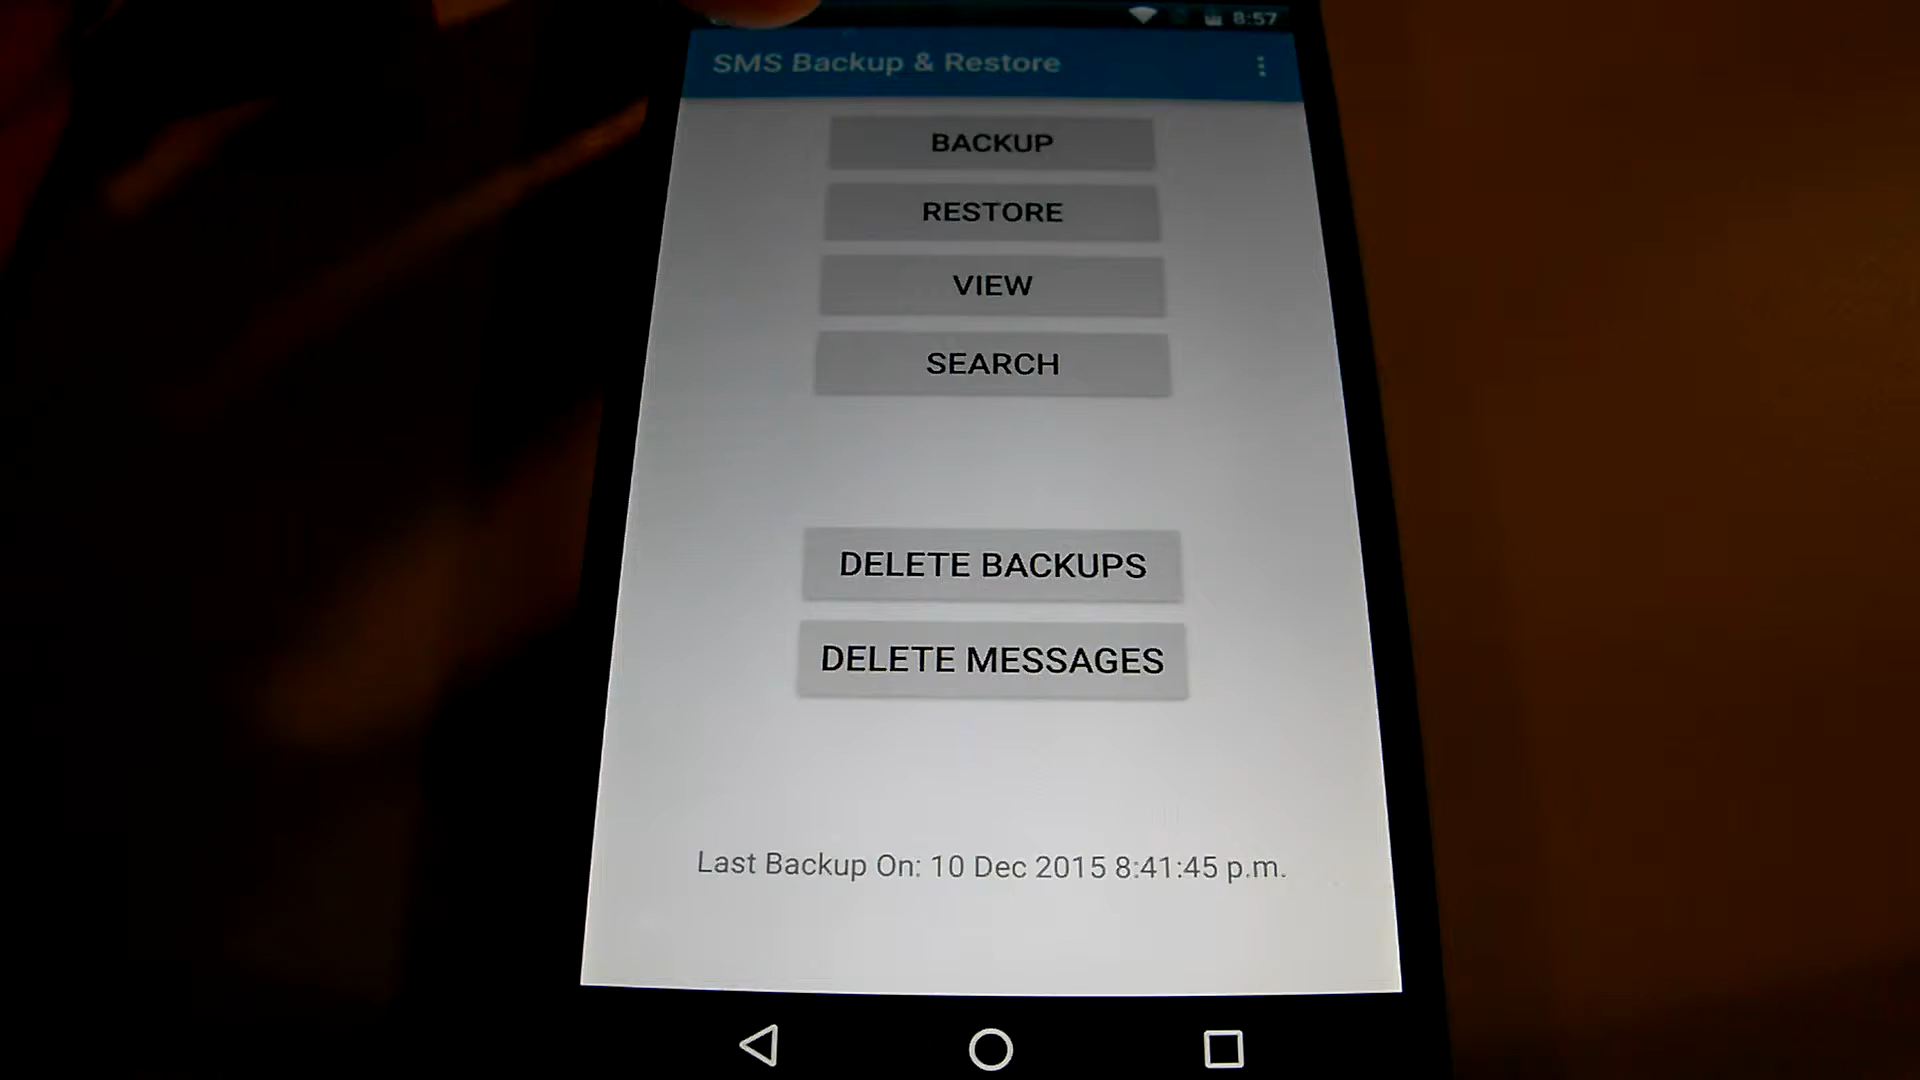 8:57
SMS Backup & Restore
BACKUP
RESTORE
VIEW
SEARCH
DELETE BACKUPS
DELETE MESSAGES
Last Backup On: 10 Dec 2015 8:41:45 p.m.